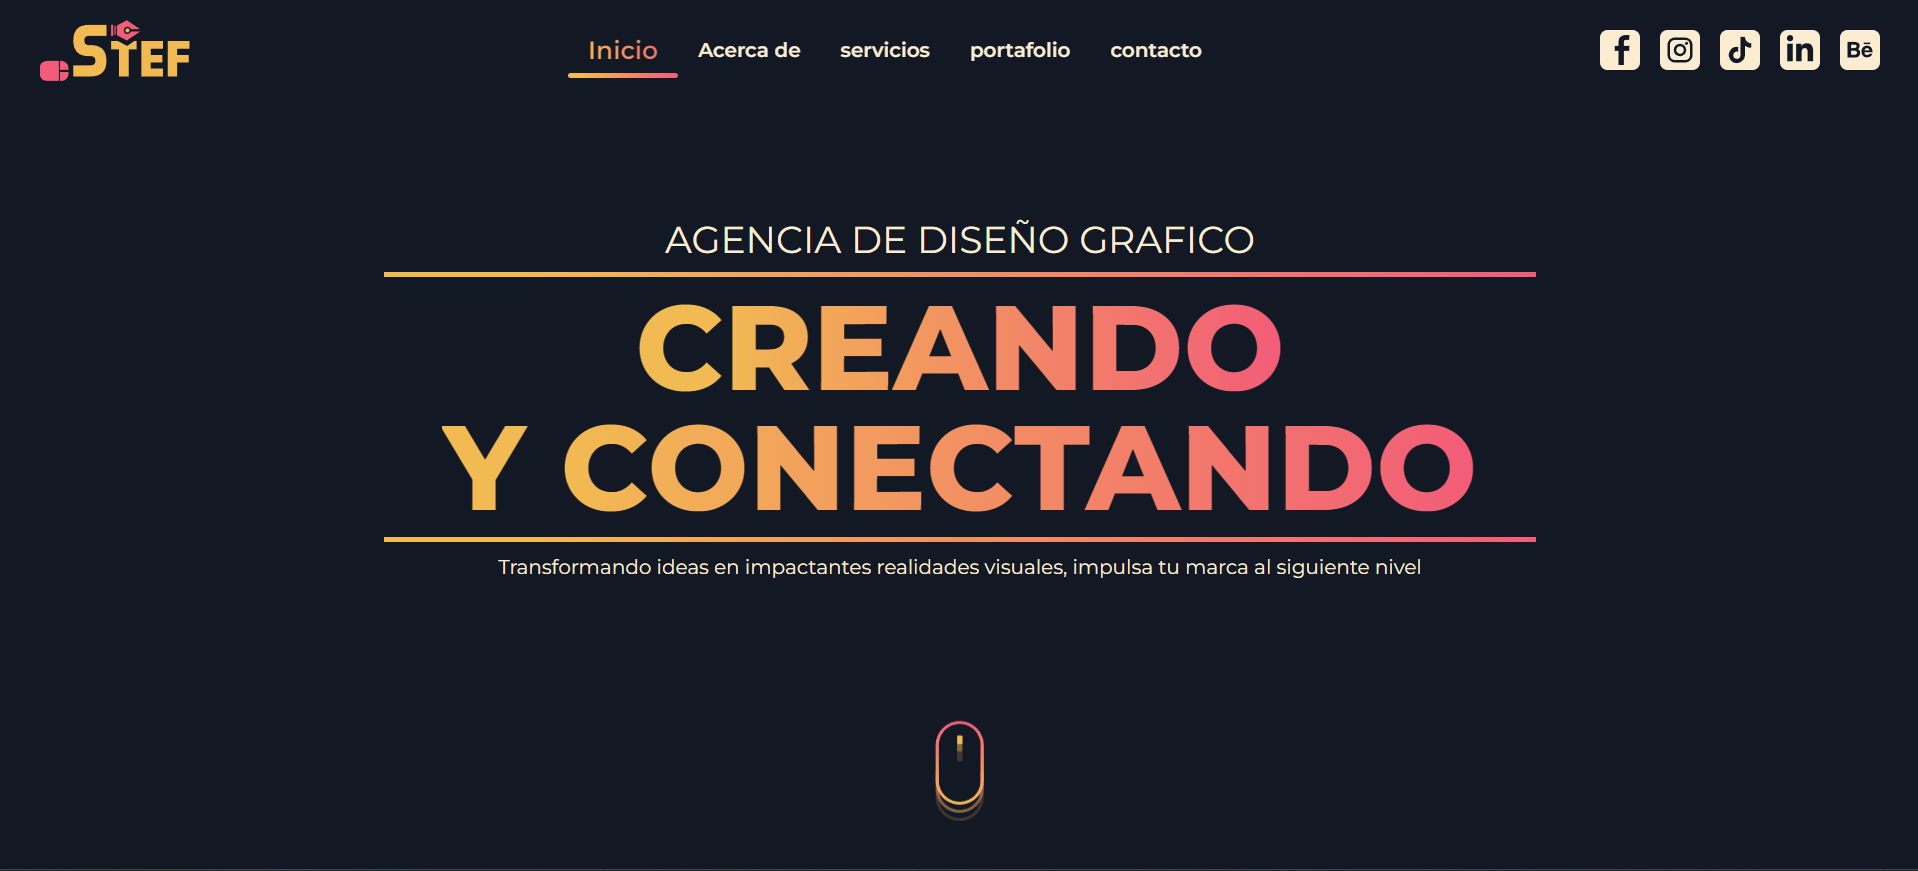 STEF
Inicio Acerca de servicios portafolio contacto
Bē
AGENCIA DE DISEÑO GRAFICO
CREANDO
Y CONECTANDO
Transformando ideas en impactantes realidades visuales, impulsa tu marca al siguiente nivel